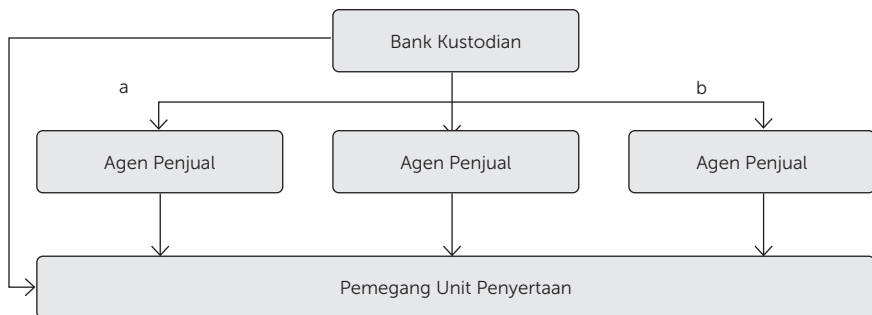 Bank Kustodian
a
b
Agen Penjual
Agen Penjual
Agen Penjual
Pemegang Unit Penyertaan